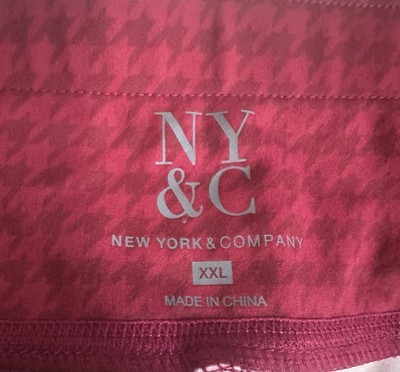 NY
&C
NEW YORK & COMPANY
XXL
MADE IN CHINA